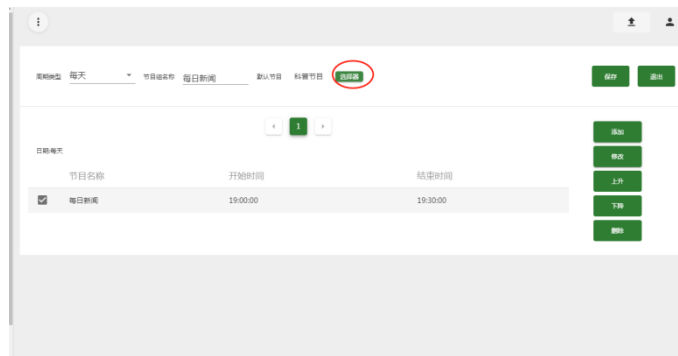 周期类型 每天 节目组名称 每日新闻 默认节目 科普节目 选择器 保存 退出
1
添加
日期:每天
修改
节目名称 开始时间 结束时间
上升
每日新闻 19:00:00 19:30:00
下降
删除